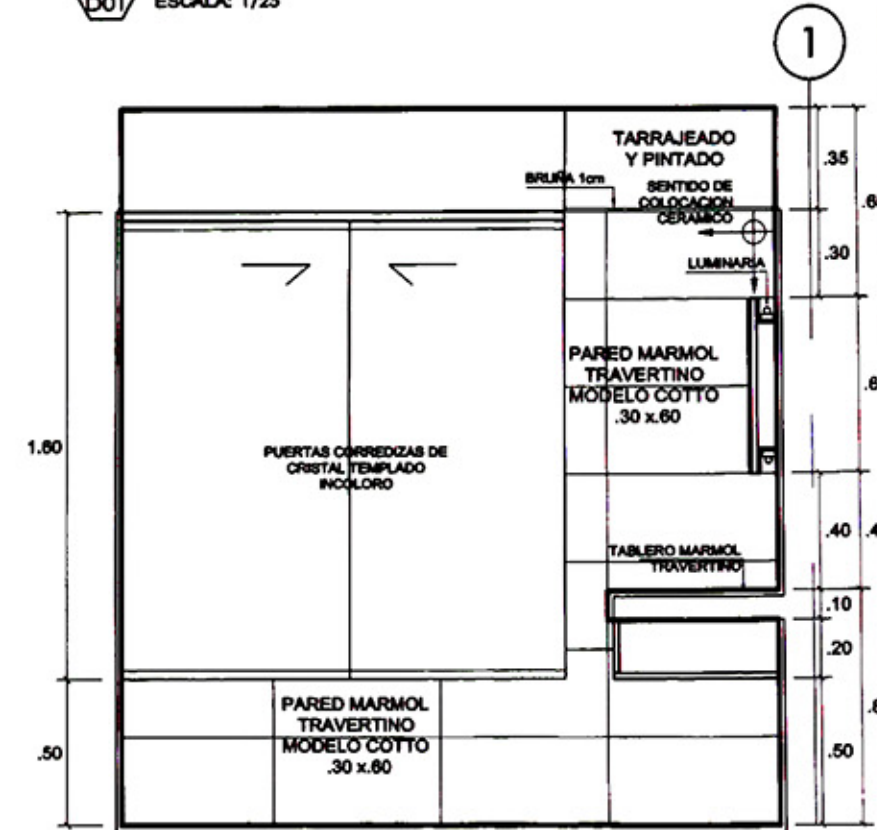 D01
ESCALA: 1/25
1
TARRAJEADO
Y PINTADO
BRUÑA 1cm
SENTIDO DE
COLOCACION
CERAMICO
LUMINARIA
.35
.30
PARED MARMOL
TRAVERTINO
MODELO COTTO
.30 x.60
1.60
PUERTAS CORREDIZAS DE
CRISTAL TEMPLADO
INCOLORO
TABLERO MARMOL
TRAVERTINO
.40
.10
.20
PARED MARMOL
TRAVERTINO
MODELO COTTO
.30 x.60
.50
.50